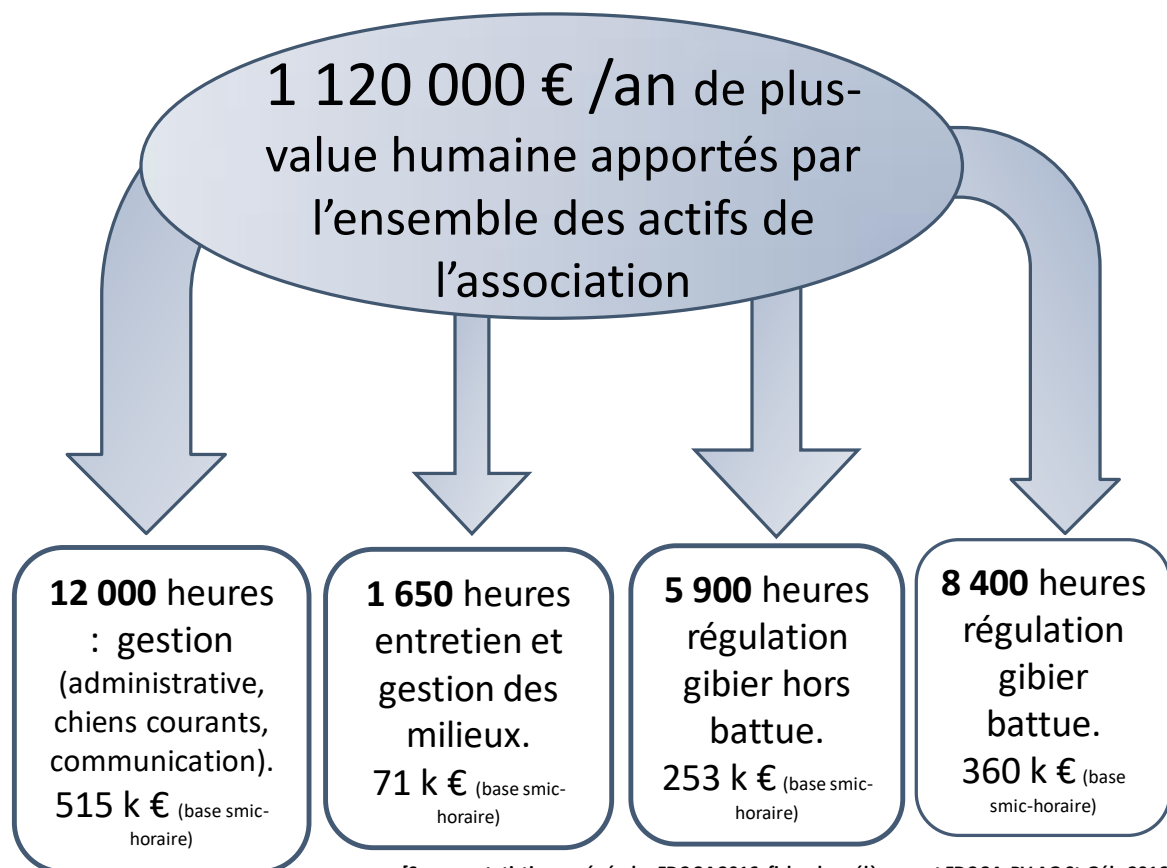 1 120 000 € /an de plus-
value humaine apportés par
l'ensemble des actifs de
l'association
12 000 heures
: gestion
(administrative,
chiens courants,
communication).
515 k € (base smic-
horaire)
1 650 heures
entretien et
gestion des
milieux.
71 k € (base smic-
horaire)
5 900 heures
régulation
gibier hors
battue.
253 k € (base smic-
horaire)
8 400 heures
régulation
gibier
battue.
360 k € (base
smic-horaire)